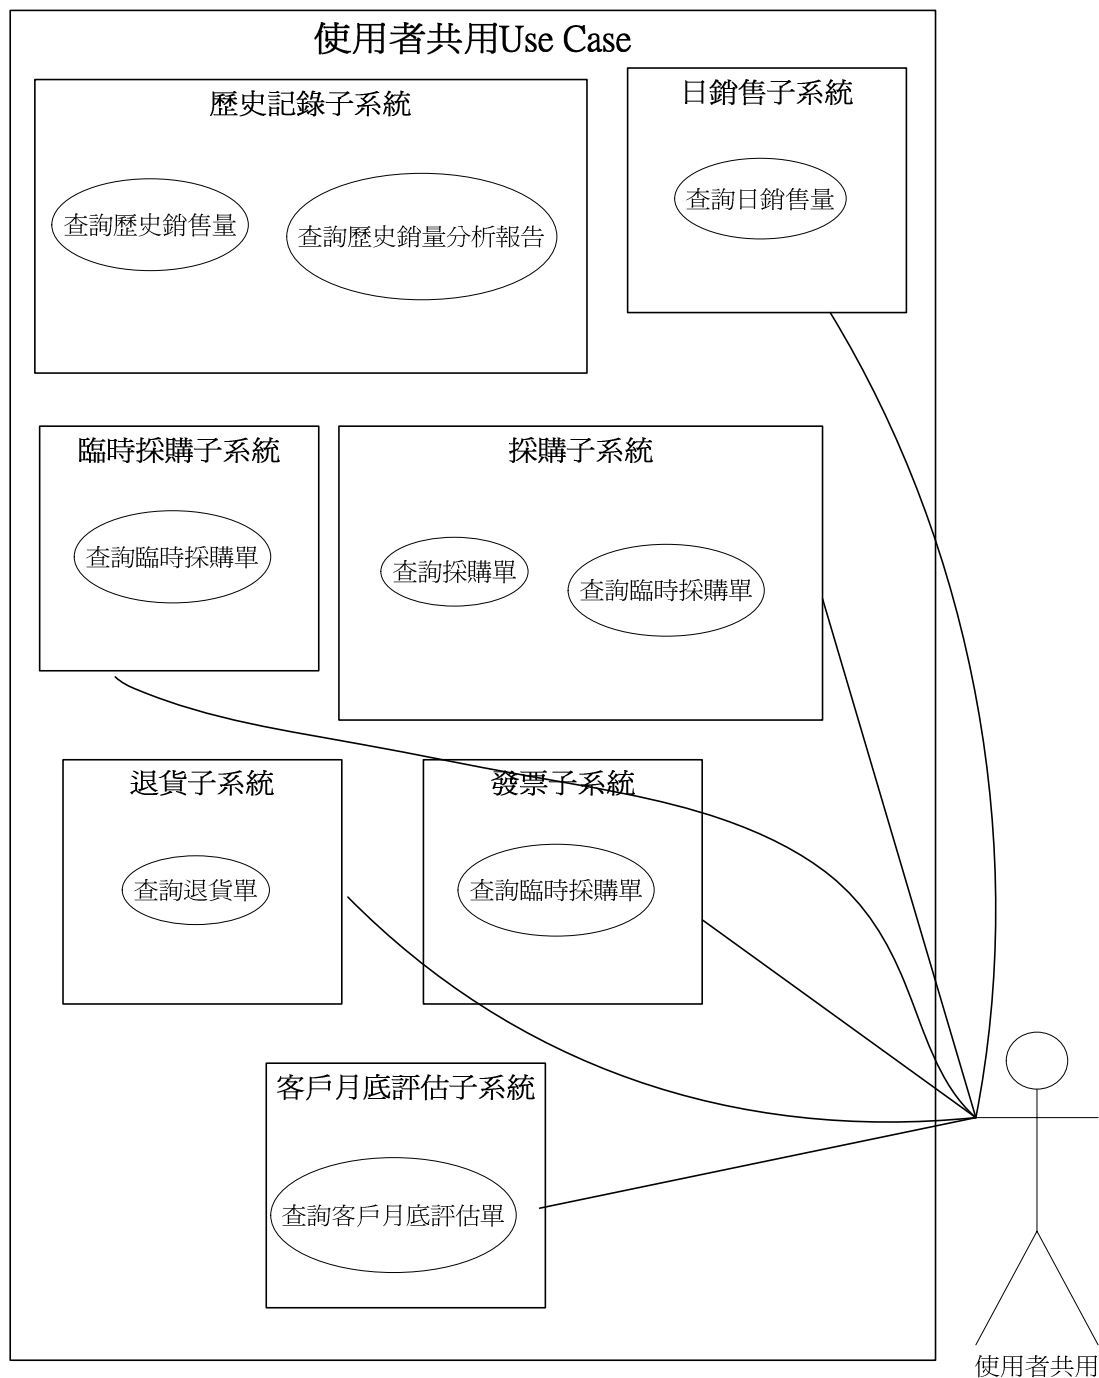 使用者共用Use Case
歷史記錄子系統
日銷售子系統
查詢歷史銷售量
查詢歷史銷量分析報告
查詢日銷售量
臨時採購子系統
採購子系統
查詢臨時採購單
查詢採購單
查詢臨時採購單
退貨子系統
發票子系統
查詢退貨單
查詢臨時採購單
客戶月底評估子系統
查詢客戶月底評估單
使用者共用